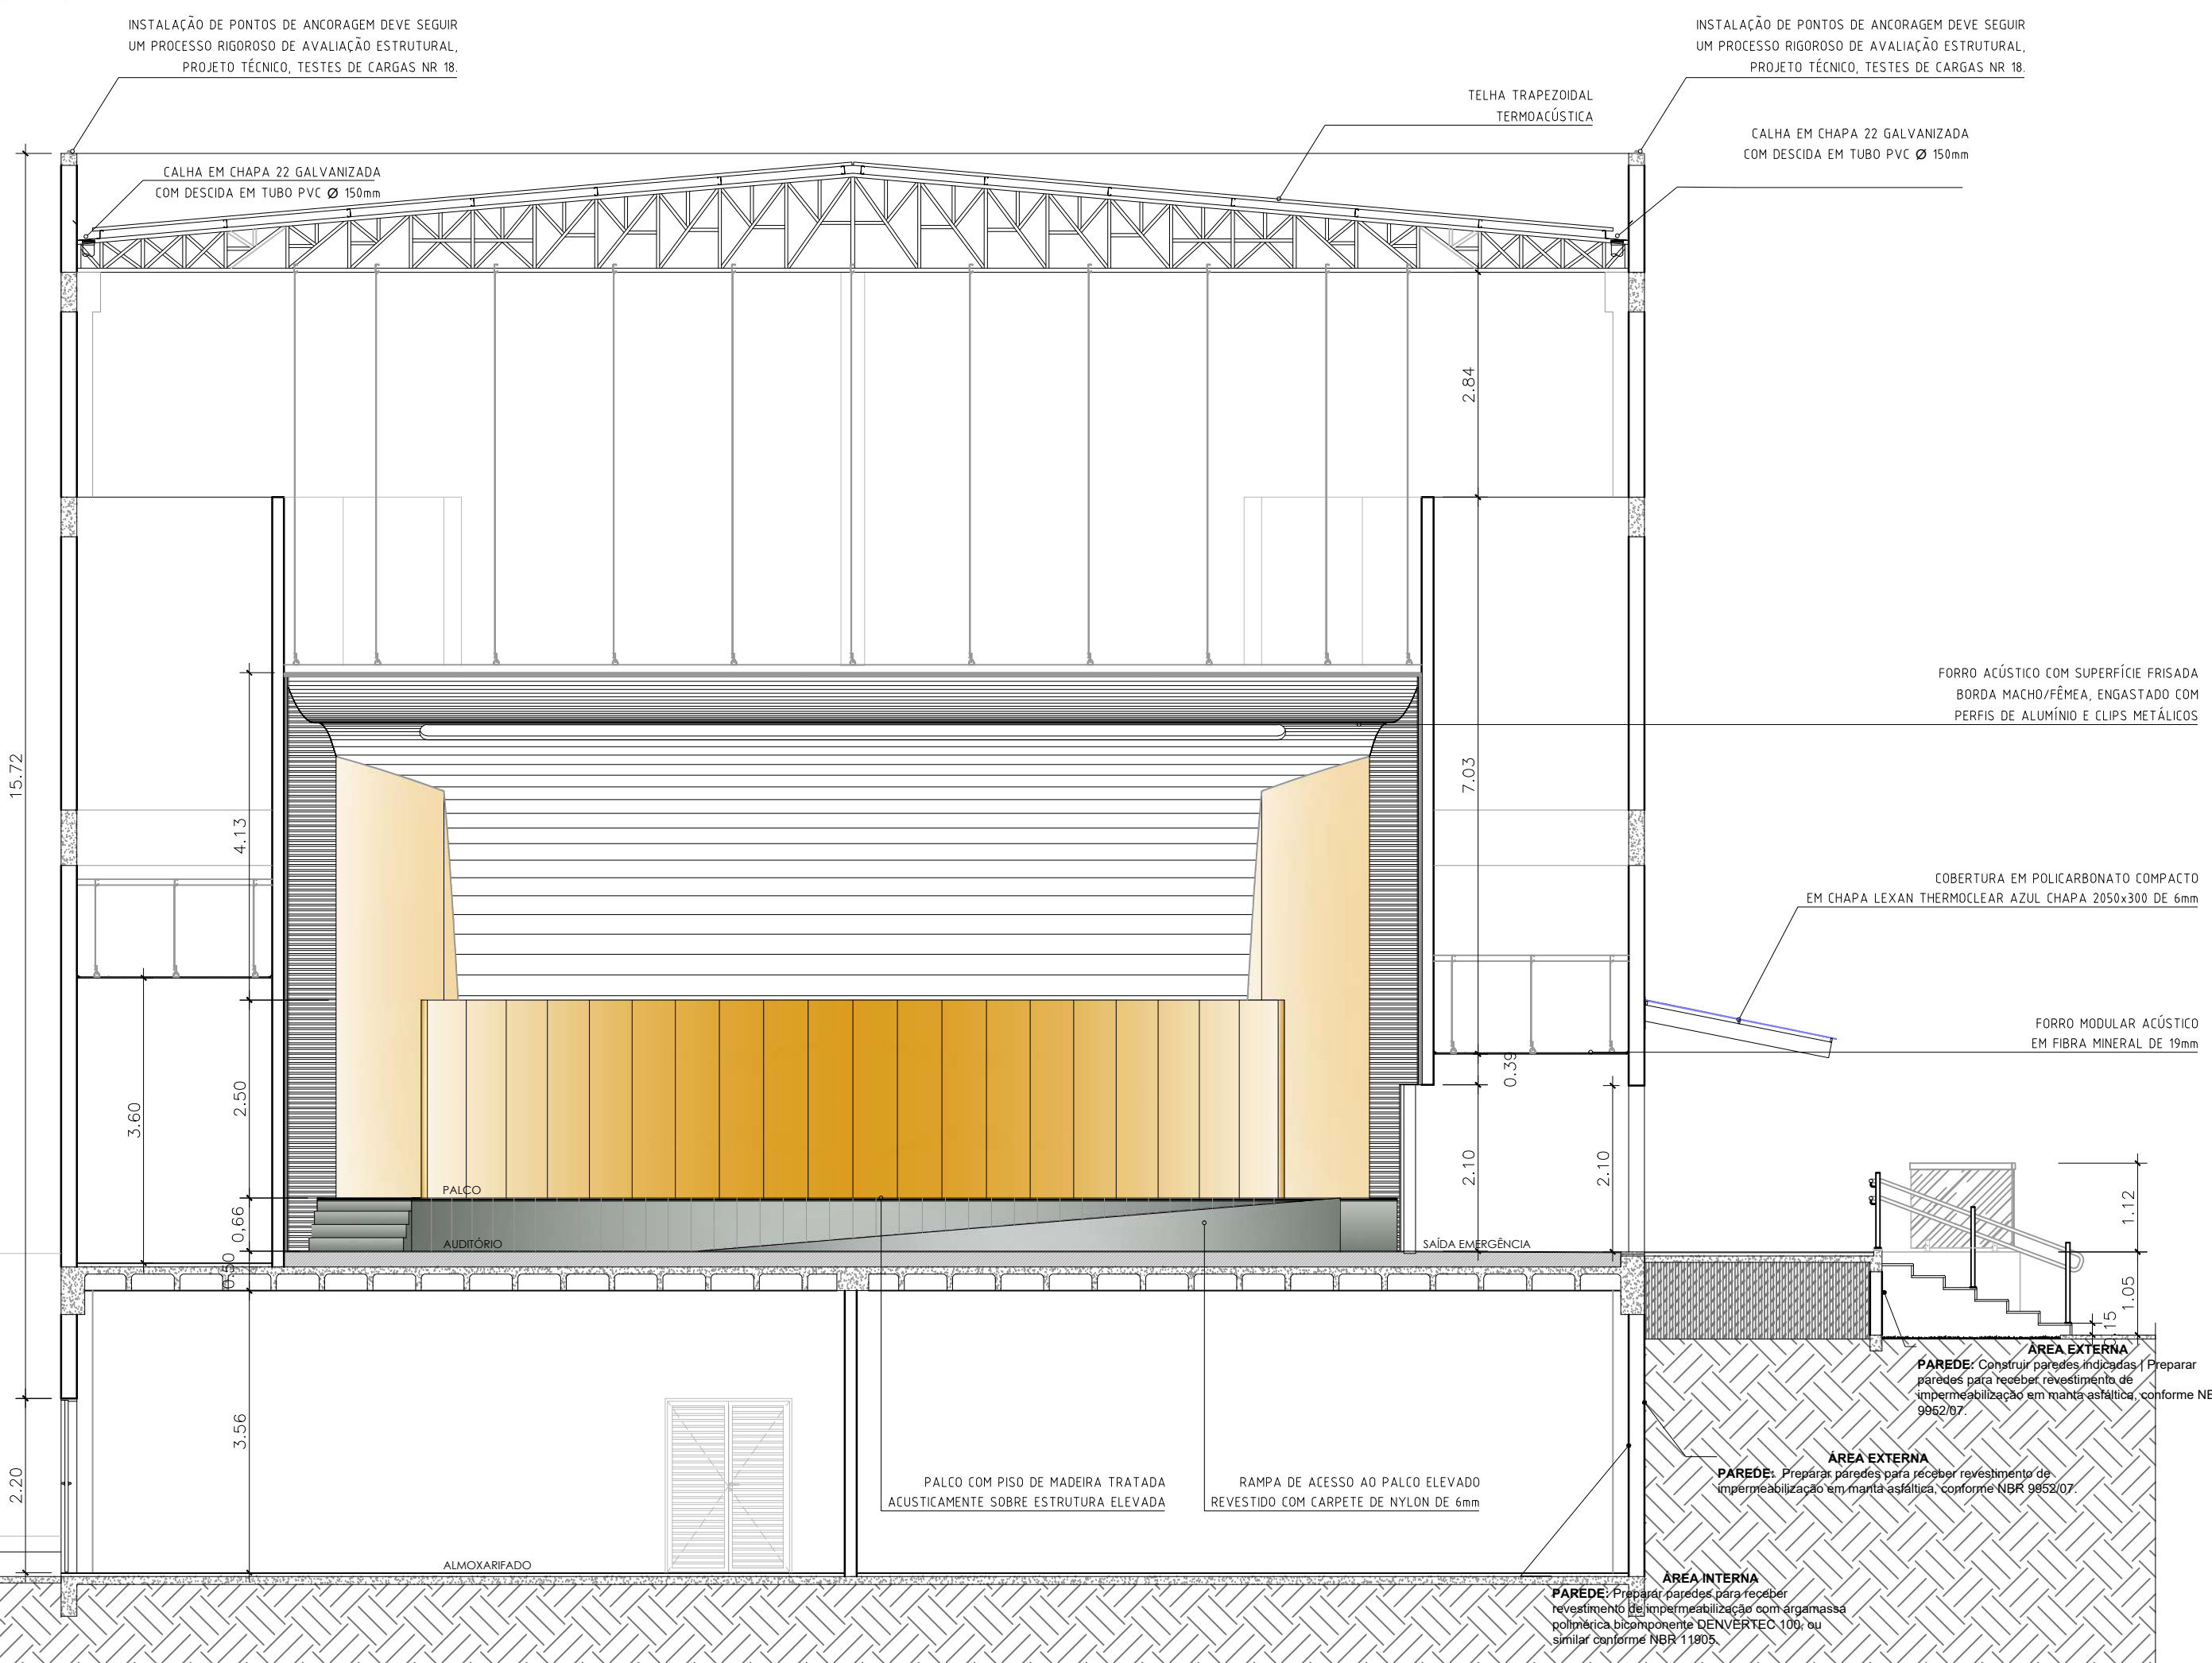 INSTALAÇÃO DE PONTOS DE ANCORAGEM DEVE SEGUIR
UM PROCESSO RIGOROSO DE AVALIAÇÃO ESTRUTURAL,
PROJETO TÉCNICO, TESTES DE CARGAS NR 18.
INSTALAÇÃO DE PONTOS DE ANCORAGEM DEVE SEGUIR
UM PROCESSO RIGOROSO DE AVALIAÇÃO ESTRUTURAL,
PROJETO TÉCNICO, TESTES DE CARGAS NR 18.
TELHA TRAPEZOIDAL
TERMOACÚSTICA
CALHA EM CHAPA 22 GALVANIZADA
COM DESCIDA EM TUBO PVC Ø 150mm
CALHA EM CHAPA 22 GALVANIZADA
COM DESCIDA EM TUBO PVC Ø 150mm
2.84
FORRO ACÚSTICO COM SUPERFÍCIE FRISADA
BORDA MACHO/FÊMEA, ENGASTADO COM
PERFIS DE ALUMÍNIO E CLIPS METÁLICOS
15.72
7.03
4.13
COBERTURA EM POLICARBONATO COMPACTO
EM CHAPA LEXAN THERMOCLEAR AZUL CHAPA 2050x300 DE 6mm
FORRO MODULAR ACÚSTICO
EM FIBRA MINERAL DE 19mm
0.39
2.50
3.60
2.10
2.10
PALCO
1.12
0,66
AUDITÓRIO
SAÍDA EMERGÊNCIA
0.50
1.05
0.15
ÁREA EXTERNA
PAREDE: Construir paredes indicadas | Preparar
paredes para receber revestimento de
impermeabilização em manta asfáltica, conforme NB
9952/07.
3.56
2.20
PALCO COM PISO DE MADEIRA TRATADA
ACUSTICAMENTE SOBRE ESTRUTURA ELEVADA
RAMPA DE ACESSO AO PALCO ELEVADO
REVESTIDO COM CARPETE DE NYLON DE 6mm
ÁREA EXTERNA
PAREDE: Preparar paredes para receber revestimento de
impermeabilização em manta asfáltica, conforme NBR 9952/07.
ALMOXARIFADO
ÁREA INTERNA
PAREDE: Preparar paredes para receber
revestimento de impermeabilização com argamassa
polimérica bicomponente DENVERTEC 100, ou
similar conforme NBR 11905.